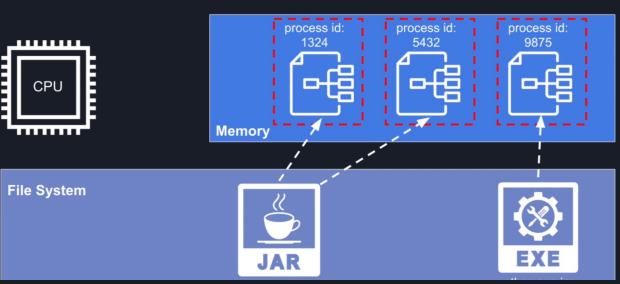 process id:
1324
process id:
5432
process id:
9875
CPU
Memory
File System
JAR
EXE